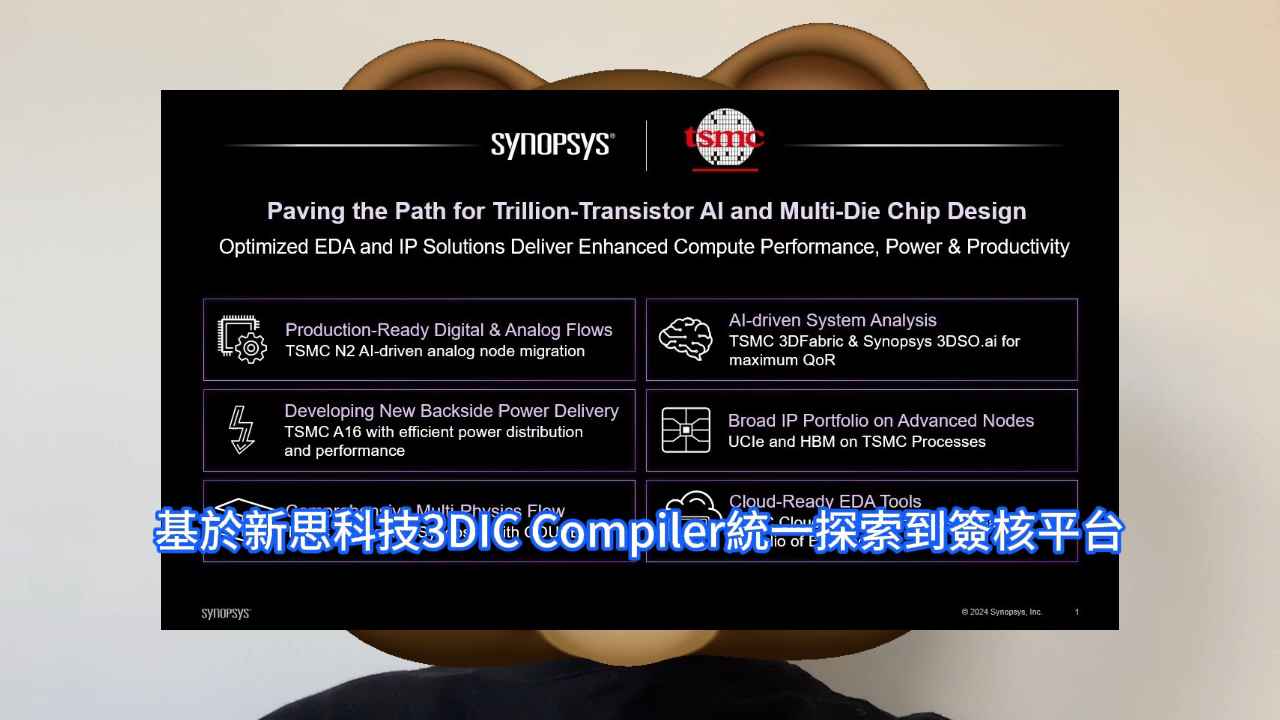 SYNOPSYS®
tsmc
Paving the Path for Trillion-Transistor AI and Multi-Die Chip Design
Optimized EDA and IP Solutions Deliver Enhanced Compute Performance, Power & Productivity
Production-Ready Digital & Analog Flows
TSMC N2 AI-driven analog node migration
AI-driven System Analysis
TSMC 3DFabric & Synopsys 3DSO.ai for
maximum QoR
Developing New Backside Power Delivery
TSMC A16 with efficient power distribution
and performance
Broad IP Portfolio on Advanced Nodes
UCIe and HBM on TSMC Processes
Comprehensive Multi-Physics Flow
Cloud-Ready EDA Tools
基於新思科技3DIC Compiler統一探索到簽核平台
SYNOPSYS®
© 2024 Synopsys, Inc.
1